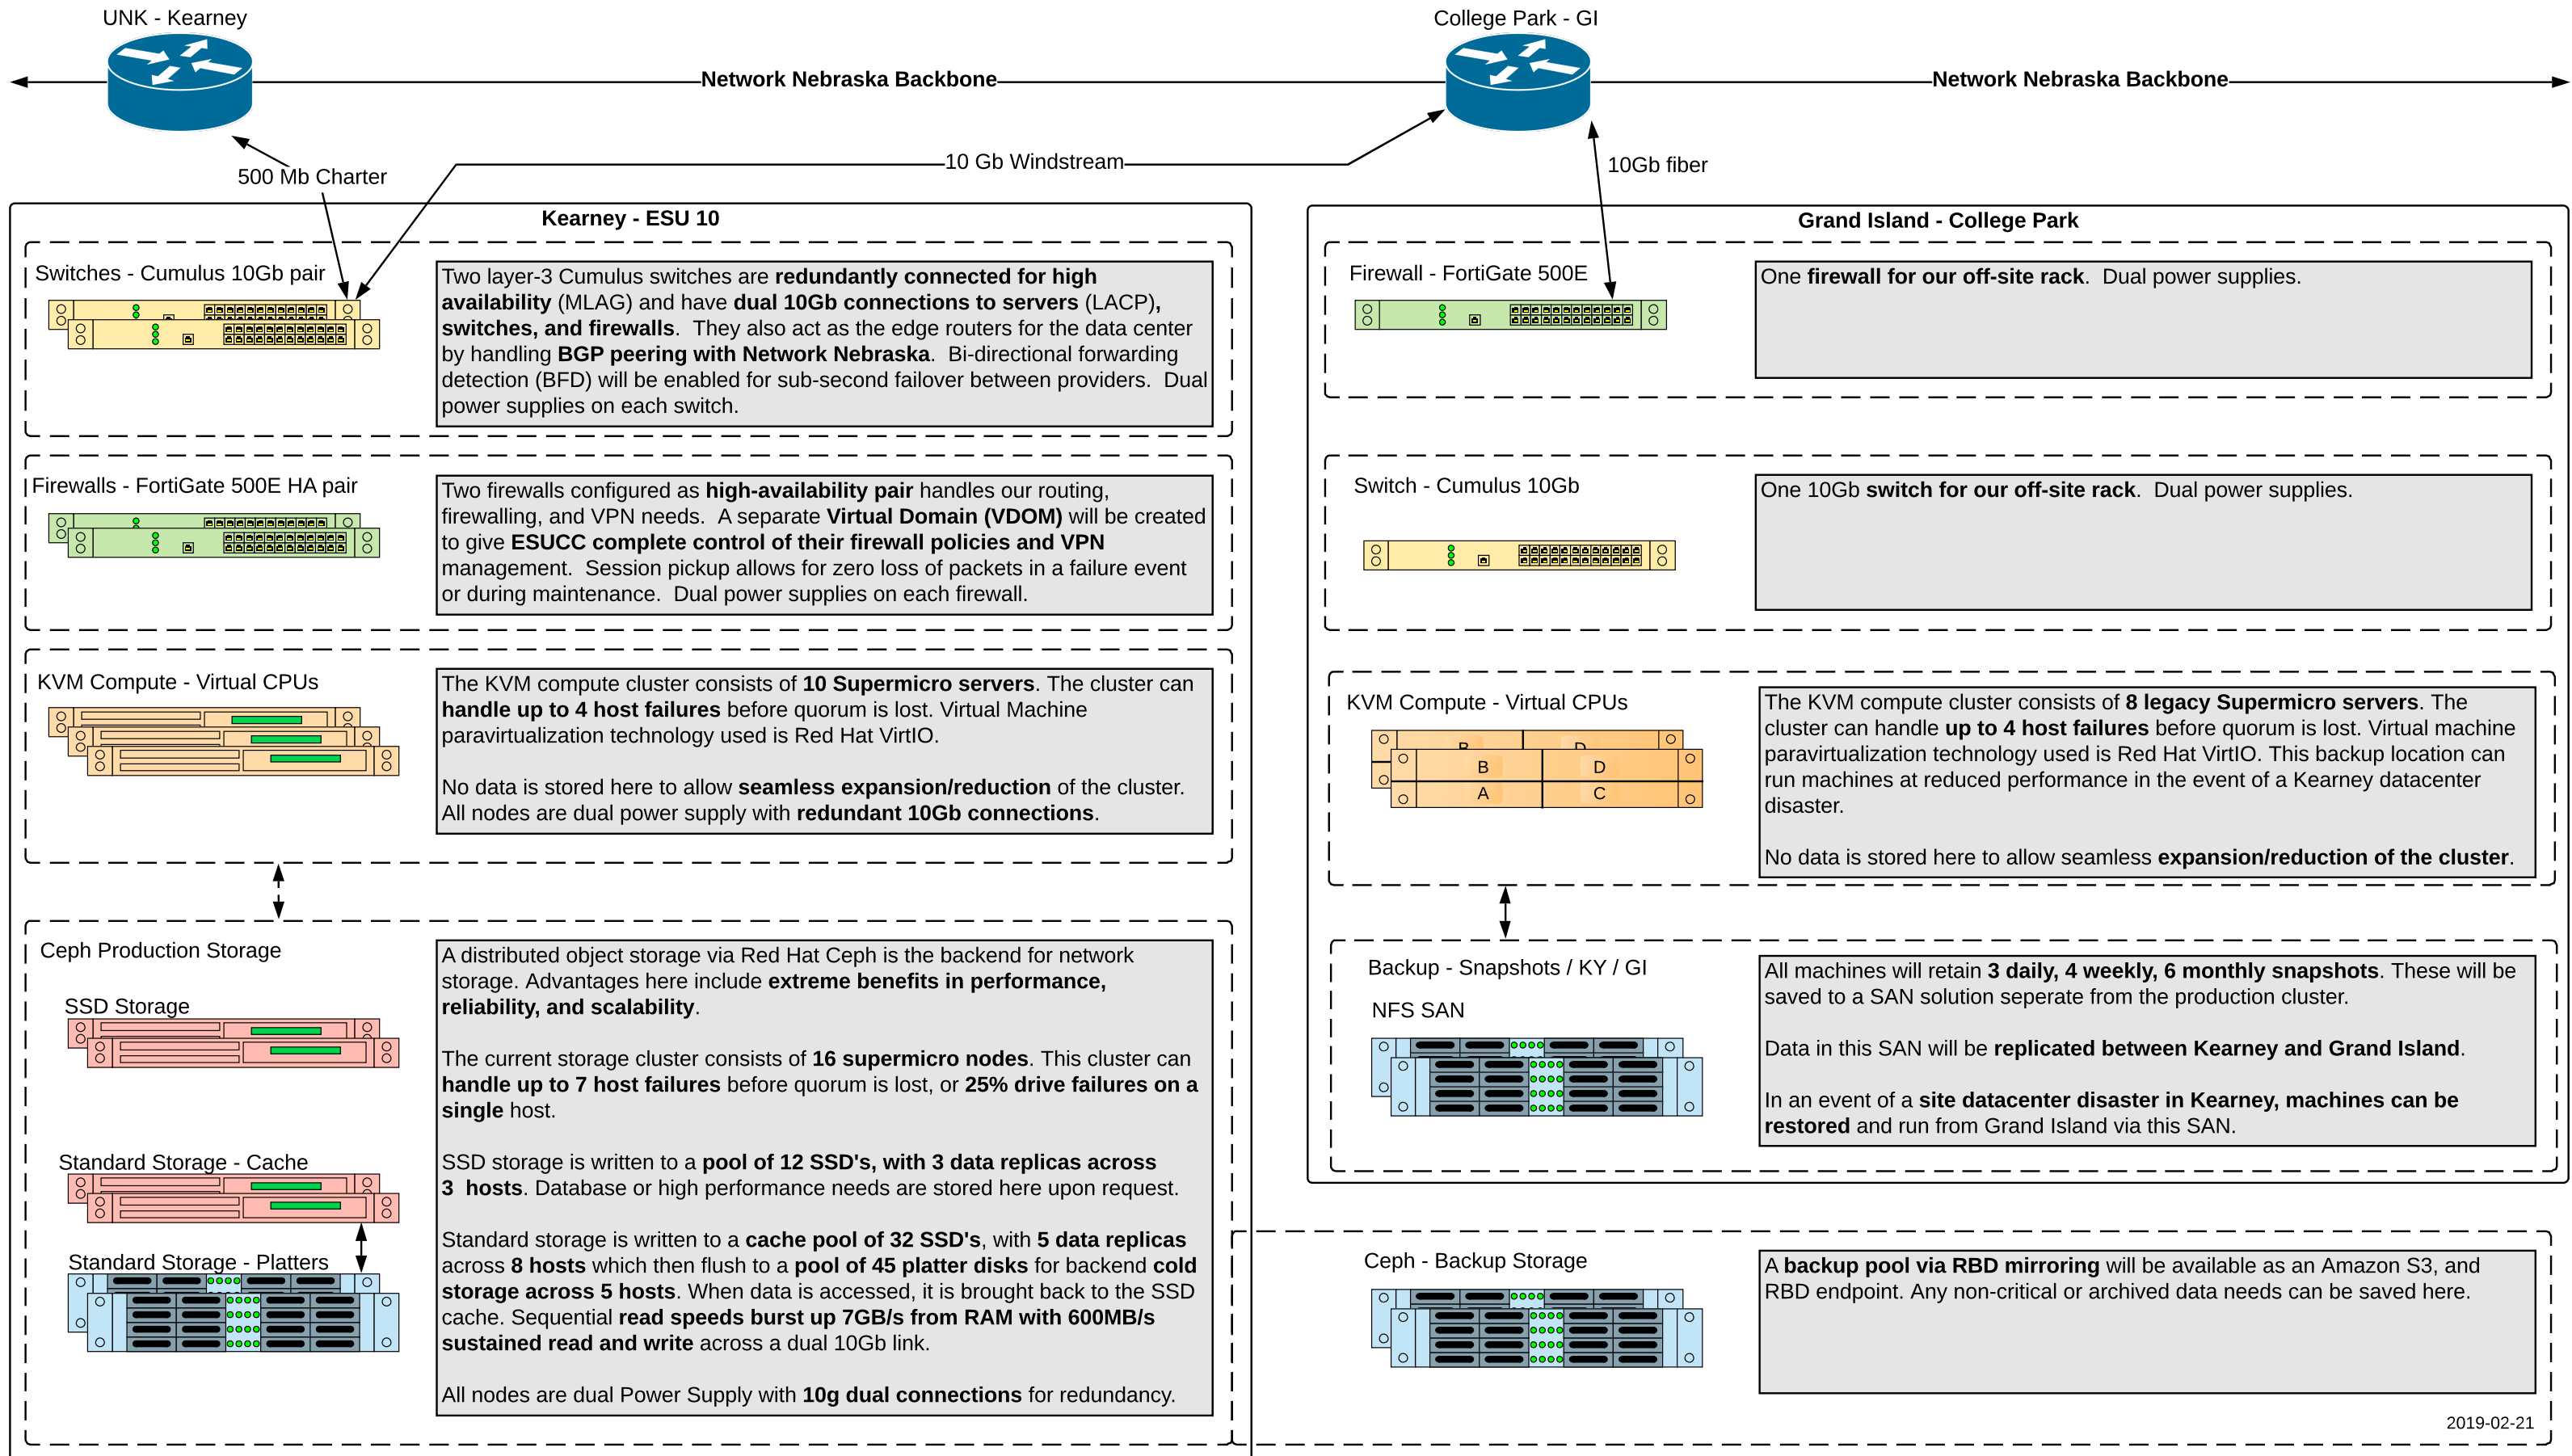 UNK - Kearney
College Park - GI
Network Nebraska Backbone
Network Nebraska Backbone
500 Mb Charter
10 Gb Windstream
10Gb fiber
Kearney - ESU 10
Switches - Cumulus 10Gb pair
Two layer-3 Cumulus switches are redundantly connected for high
availability (MLAG) and have dual 10Gb connections to servers (LACP),
switches, and firewalls.  They also act as the edge routers for the data center
by handling BGP peering with Network Nebraska.  Bi-directional forwarding
detection (BFD) will be enabled for sub-second failover between providers.  Dual
power supplies on each switch.
Firewalls - FortiGate 500E HA pair
Two firewalls configured as high-availability pair handles our routing,
firewalling, and VPN needs.  A separate Virtual Domain (VDOM) will be created
to give ESUCC complete control of their firewall policies and VPN
management.  Session pickup allows for zero loss of packets in a failure event
or during maintenance.  Dual power supplies on each firewall.
KVM Compute - Virtual CPUs
The KVM compute cluster consists of 10 Supermicro servers. The cluster can
handle up to 4 host failures before quorum is lost. Virtual Machine
paravirtualization technology used is Red Hat VirtIO.
No data is stored here to allow seamless expansion/reduction of the cluster.
All nodes are dual power supply with redundant 10Gb connections.
Ceph Production Storage
SSD Storage
Standard Storage - Cache
Standard Storage - Platters
A distributed object storage via Red Hat Ceph is the backend for network
storage. Advantages here include extreme benefits in performance,
reliability, and scalability.
The current storage cluster consists of 16 supermicro nodes. This cluster can
handle up to 7 host failures before quorum is lost, or 25% drive failures on a
single host.
SSD storage is written to a pool of 12 SSD's, with 3 data replicas across
3  hosts. Database or high performance needs are stored here upon request.
Standard storage is written to a cache pool of 32 SSD's, with 5 data replicas
across 8 hosts which then flush to a pool of 45 platter disks for backend cold
storage across 5 hosts. When data is accessed, it is brought back to the SSD
cache. Sequential read speeds burst up 7GB/s from RAM with 600MB/s
sustained read and write across a dual 10Gb link.
All nodes are dual Power Supply with 10g dual connections for redundancy.
Grand Island - College Park
Firewall - FortiGate 500E
One firewall for our off-site rack.  Dual power supplies.
Switch - Cumulus 10Gb
One 10Gb switch for our off-site rack.  Dual power supplies.
KVM Compute - Virtual CPUs
B D
B D
A C
The KVM compute cluster consists of 8 legacy Supermicro servers. The
cluster can handle up to 4 host failures before quorum is lost. Virtual machine
paravirtualization technology used is Red Hat VirtIO. This backup location can
run machines at reduced performance in the event of a Kearney datacenter
disaster.
No data is stored here to allow seamless expansion/reduction of the cluster.
Backup - Snapshots / KY / GI
NFS SAN
All machines will retain 3 daily, 4 weekly, 6 monthly snapshots. These will be
saved to a SAN solution seperate from the production cluster.
Data in this SAN will be replicated between Kearney and Grand Island.
In an event of a site datacenter disaster in Kearney, machines can be
restored and run from Grand Island via this SAN.
Ceph - Backup Storage
A backup pool via RBD mirroring will be available as an Amazon S3, and
RBD endpoint. Any non-critical or archived data needs can be saved here.
2019-02-21